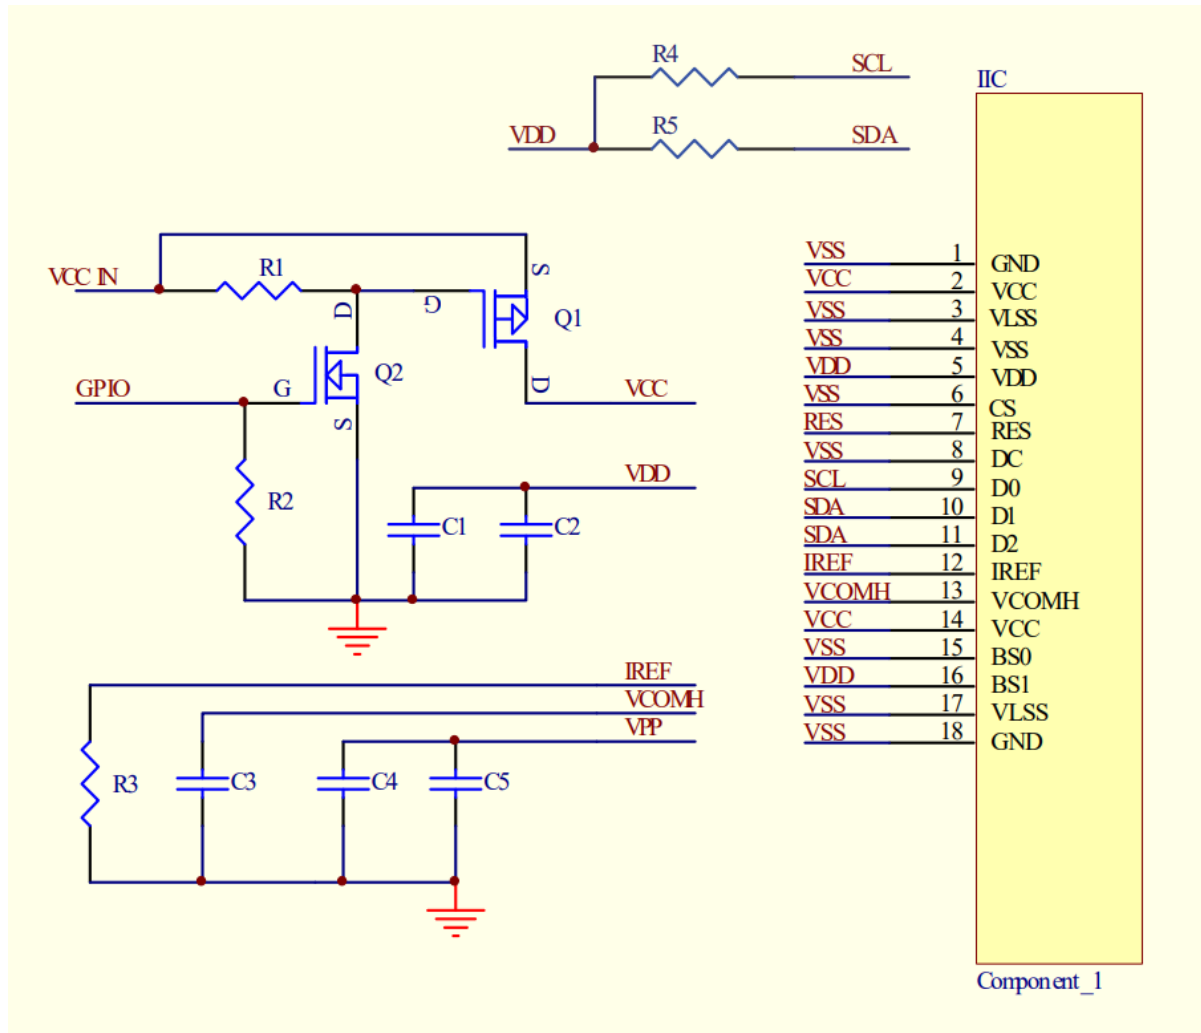 R4 SCL
IIC
VDD R5 SDA
VCC IN R1 D G S Q1
GPIO G Q2 D VCC
S
R2 VDD
C1 C2
IREF
VCOMH
VPP
R3 C3 C4 C5
VSS 1 GND
VCC 2 VCC
VSS 3 VLSS
VSS 4 VSS
VDD 5 VDD
VSS 6 CS
RES 7 RES
VSS 8 DC
SCL 9 D0
SDA 10 D1
SDA 11 D2
IREF 12 IREF
VCOMH 13 VCOMH
VCC 14 VCC
VSS 15 BS0
VDD 16 BS1
VSS 17 VLSS
VSS 18 GND
Component_1